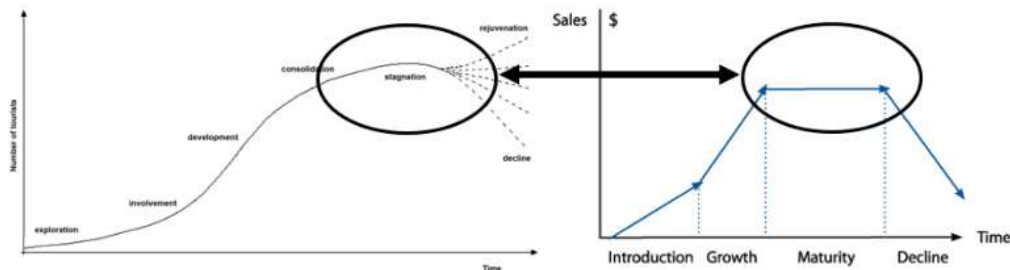 rejuvenation
consolidation
stagnation
development
decline
involvement
exploration
Number of tourists
Time
Sales $
Time
Introduction Growth Maturity Decline